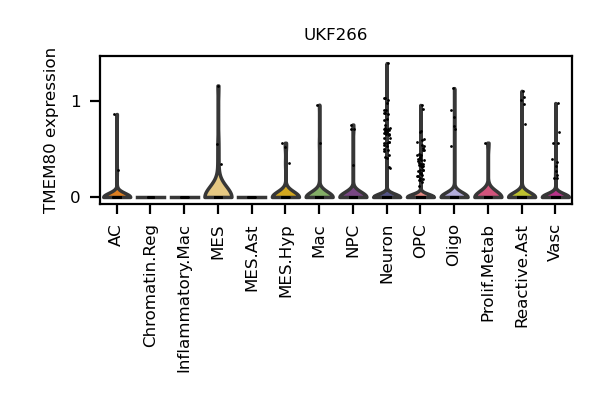 UKF266
TMEM80 expression
1
0
AC
Chromatin.Reg
Inflammatory.Mac
MES
MES.Ast
MES.Hyp
Mac
NPC
Neuron
OPC
Oligo
Prolif.Metab
Reactive.Ast
Vasc